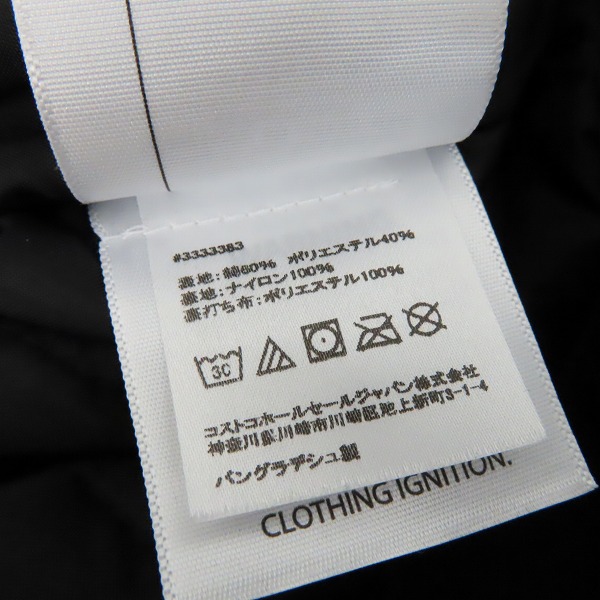 #3333383
表地：綿60% ポリエステル40%
裏地：ナイロン100%
裏打ち布：ポリエステル100%
30
コストコホールセールジャパン株式会社
神奈川県川崎市川崎区池上新町3-1-4
バングラデシュ製
CLOTHING IGNITION.